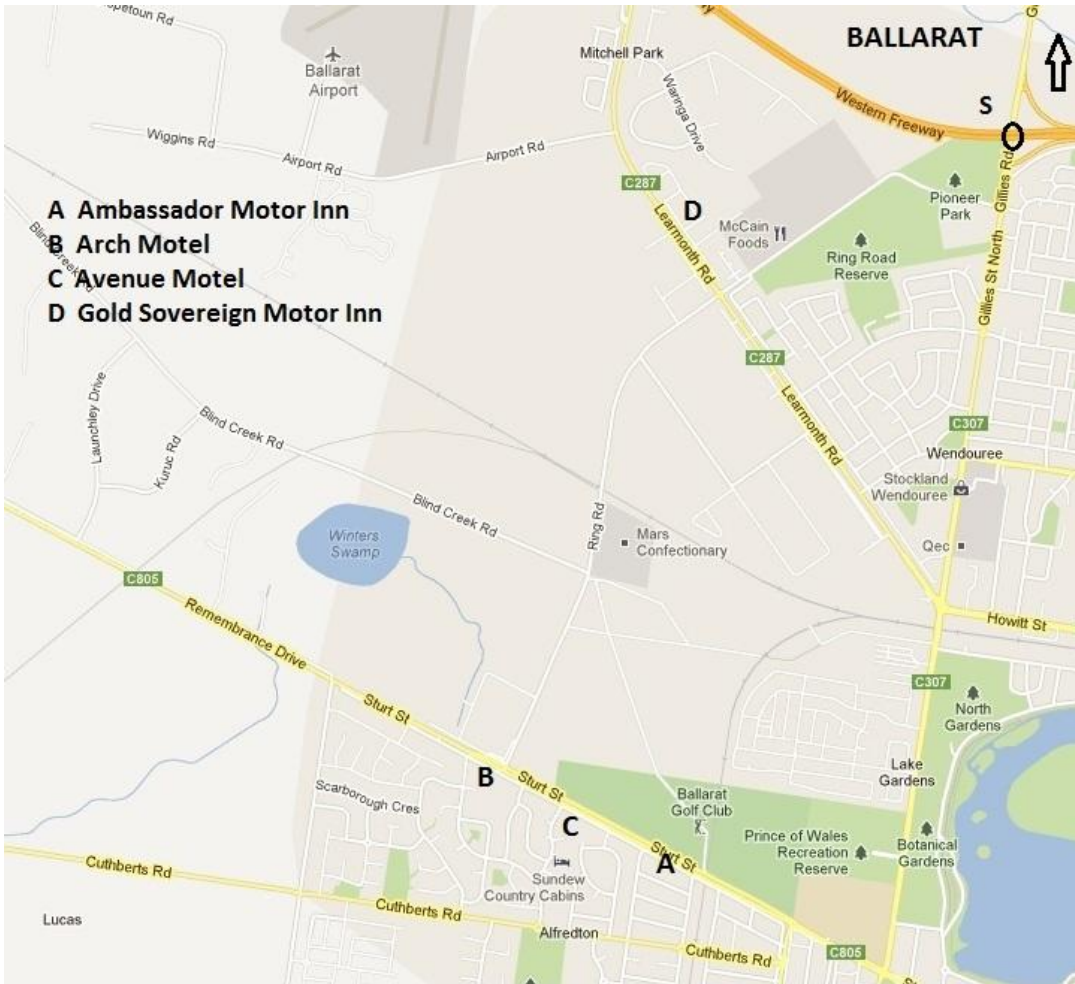 opetoun Rd
Ballarat
Airport
Mitchell Park
BALLARAT
S
Western Freeway
Waringa Drive
Wiggins Rd
Airport Rd
Airport Rd
C287
Gillies Rd
Pioneer
Park
A Ambassador Motor Inn
B Arch Motel
C Avenue Motel
D Gold Sovereign Motor Inn
Blind Creek Rd
D
Learmonth Rd
McCain
Foods
Ring Road
Reserve
Gillies St North
C287
Learmonth Rd
Launchley Drive
Kuruc Rd
Blind Creek Rd
C307
Wendouree
Stockland
Wendouree
Blind Creek Rd
Ring Rd
Winters
Swamp
Mars
Confectionary
Qec
C805
Remembrance Drive
Howitt St
C307
North
Gardens
Sturt St
B
Sturt St
Lake
Gardens
Scarborough Cres
C
Ballarat
Golf Club
Sturt St
A
Prince of Wales
Recreation
Reserve
Botanical
Gardens
Cuthberts Rd
Sundew
Country Cabins
Cuthberts Rd
Lucas
Alfredton
Cuthberts Rd
C805